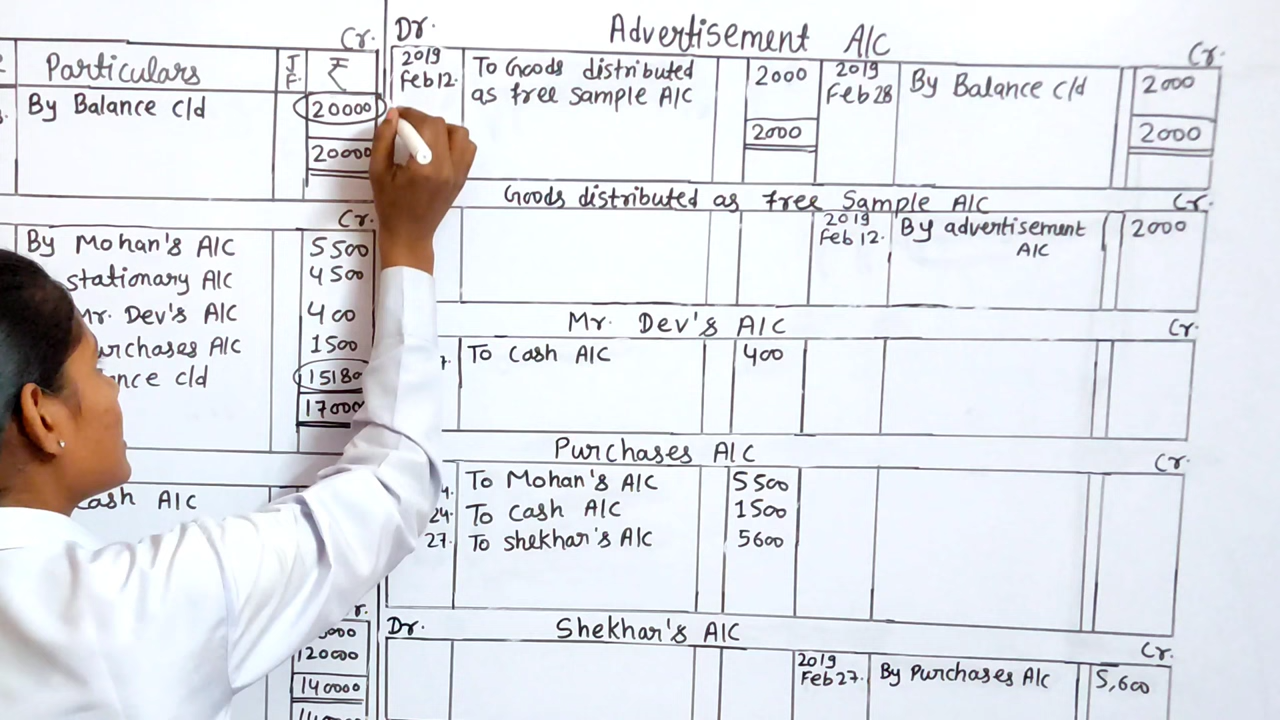 Cr.
Particulars
J.F.
₹
By Balance c/d
20000
20000
Cr.
By Mohan's A/C 5500
stationary A/C 4500
Mr. Dev's A/C 400
Purchases A/C 1500
c/d
17000
Cash A/C
120000
140000
Dr. Advertisement A/C Cr.
2019 Feb 12. To Goods distributed 2000 2019 Feb 28 By Balance c/d 2000
as free sample A/C
2000 2000
Goods distributed as free Sample A/C Cr.
2019 Feb 12. By advertisement 2000
A/C
Mr. Dev's A/C Cr.
To Cash A/C 400
Purchases A/C Cr.
To Mohan's A/C 5500
24. To Cash A/C 1500
27. To shekhar's A/C 5600
Dr. Shekhar's A/C Cr.
2019 Feb 27. By Purchases A/C 5,600